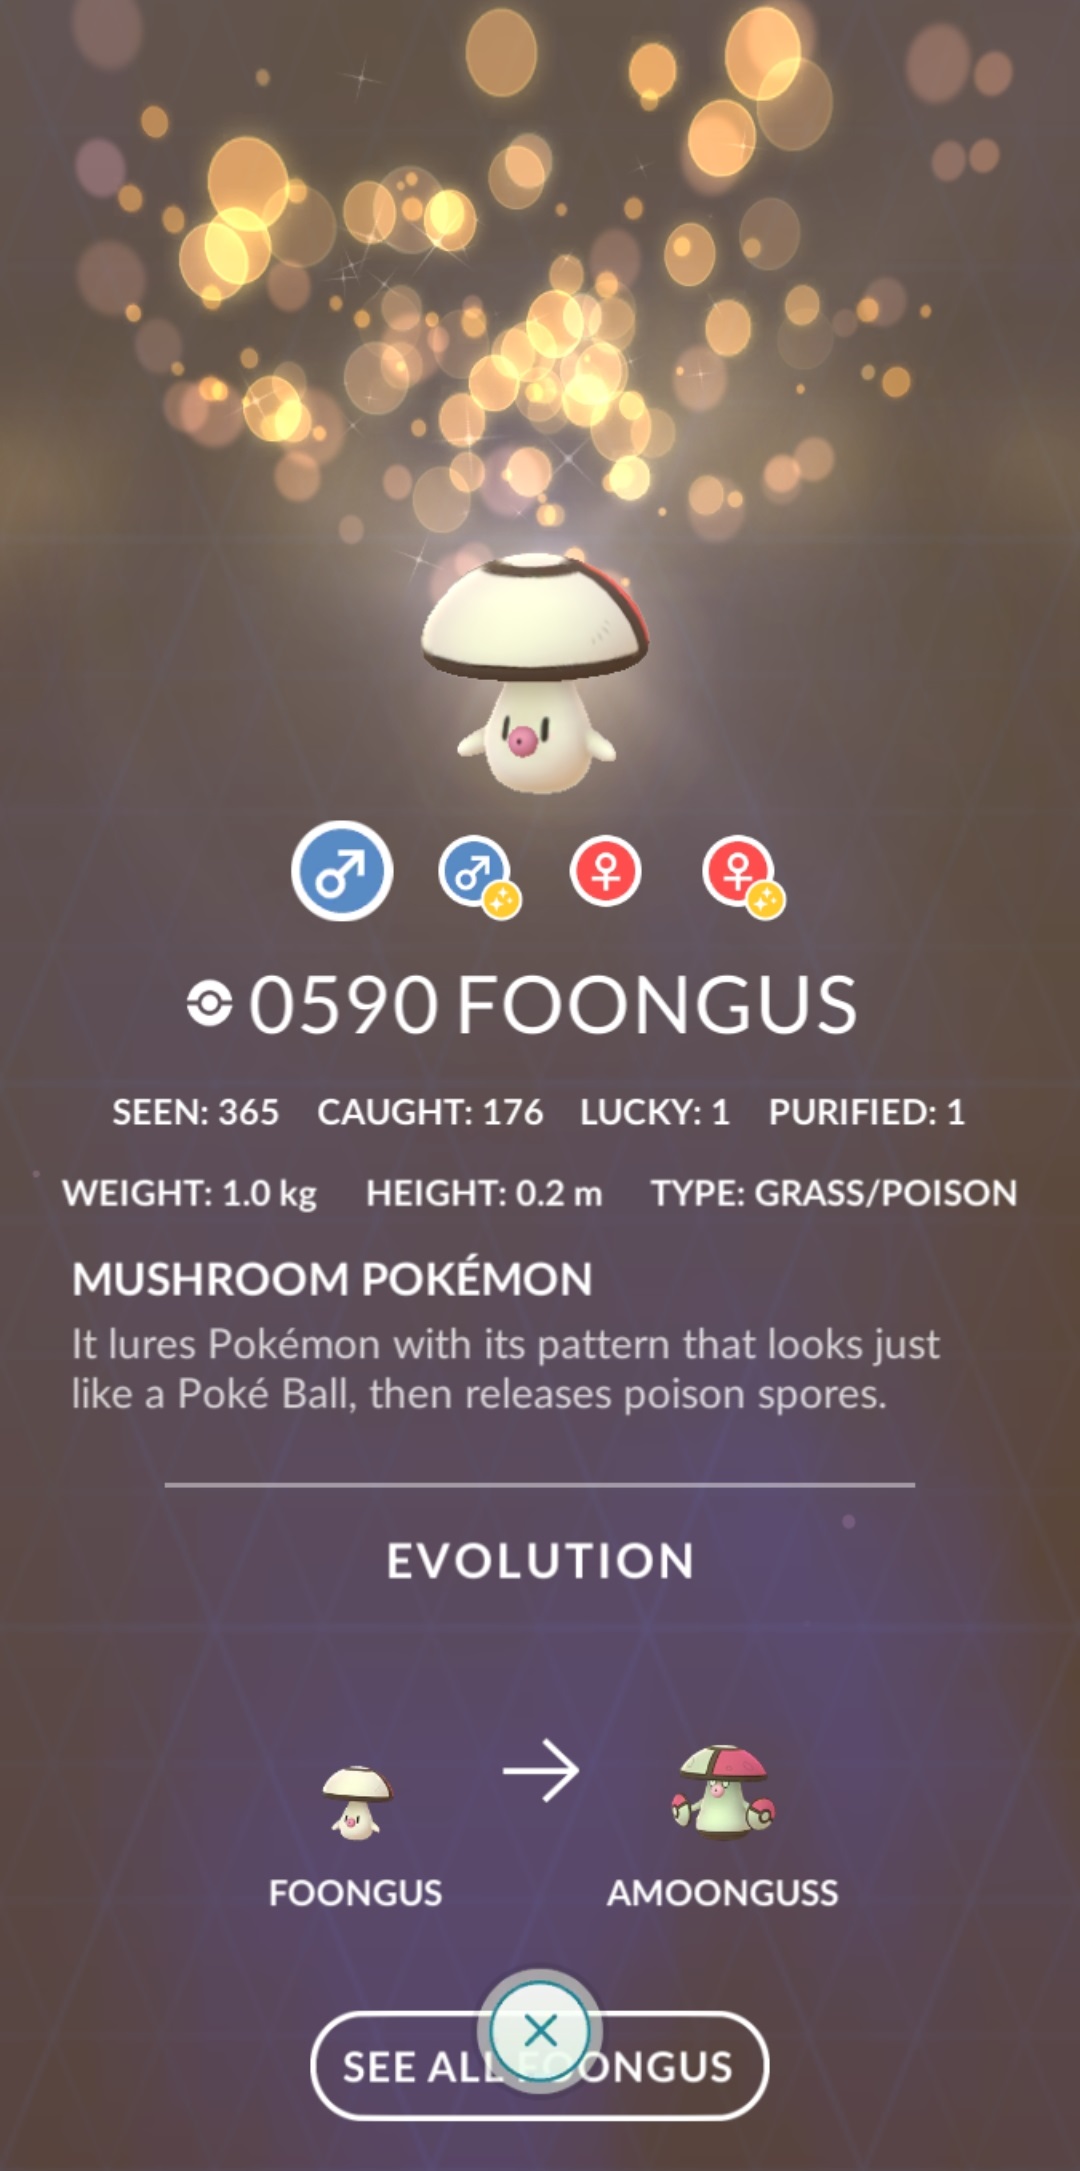 0590 FOONGUS
SEEN: 365 CAUGHT: 176 LUCKY: 1 PURIFIED: 1
WEIGHT: 1.0 kg HEIGHT: 0.2 m TYPE: GRASS/POISON
MUSHROOM POKÉMON
It lures Pokémon with its pattern that looks just
like a Poké Ball, then releases poison spores.
EVOLUTION
FOONGUS AMOONGUSS
SEE ALL FOONGUS